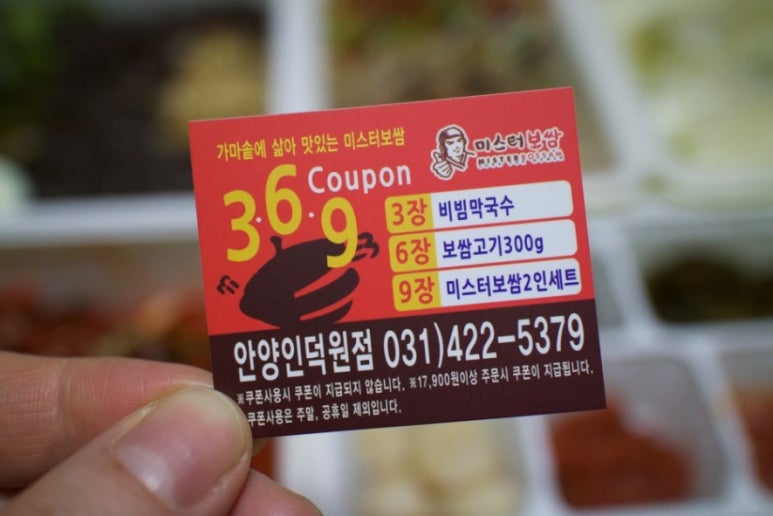 가마솥에 삶아 맛있는 미스터보쌈
미스터보쌈
3·6·9 Coupon
3장 비빔막국수
6장 보쌈고기300g
9장 미스터보쌈2인세트
안양인덕원점 031)422-5379
※쿠폰사용시 쿠폰이 지급되지 않습니다. ※17,900원이상 주문시 쿠폰이 지급됩니다.
쿠폰사용은 주말, 공휴일 제외입니다.